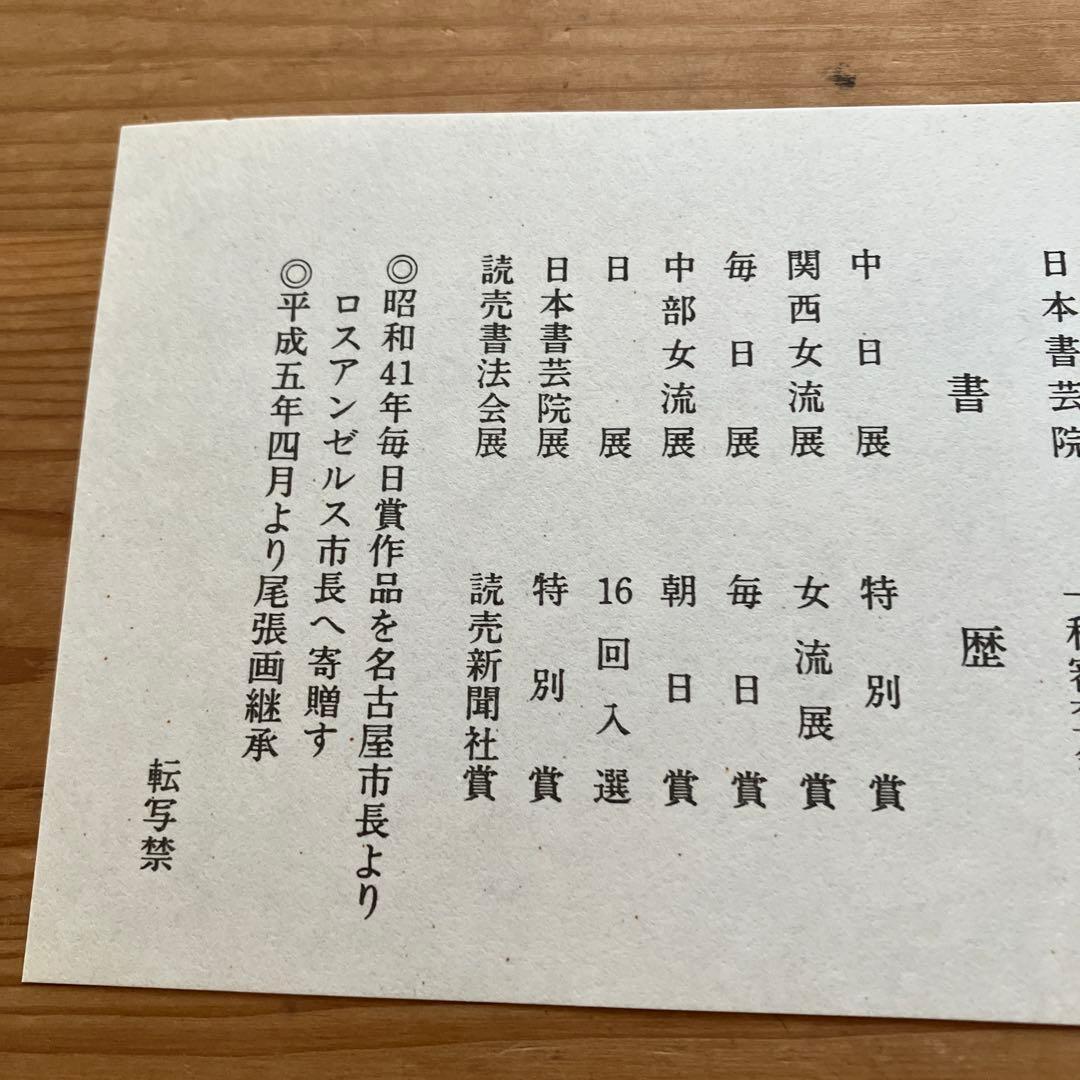 日本書芸院
書歴
中日展 特別賞
関西女流展 女流展賞
毎日展 毎日賞
中部女流展 朝日賞
日展 16回入選
日本書芸院展 特別賞
読売書法会展 読売新聞社賞
◎昭和41年毎日賞作品を名古屋市長より
ロスアンゼルス市長へ寄贈す
◎平成五年四月より尾張画継承
転写禁